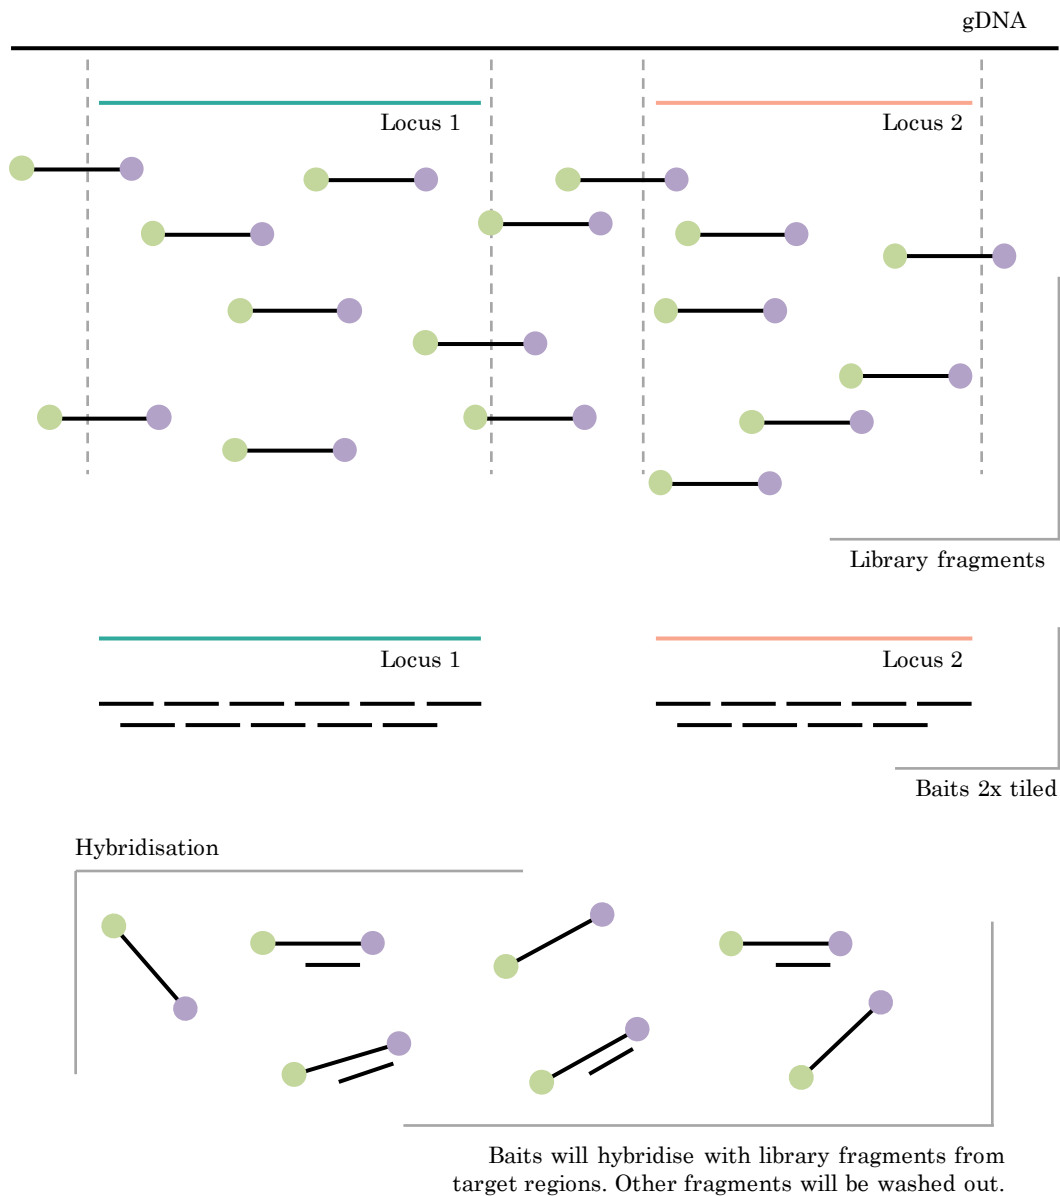 gDNA
Locus 1
Locus 2
Library fragments
Locus 1
Locus 2
Baits 2x tiled
Hybridisation
Baits will hybridise with library fragments from
target regions. Other fragments will be washed out.